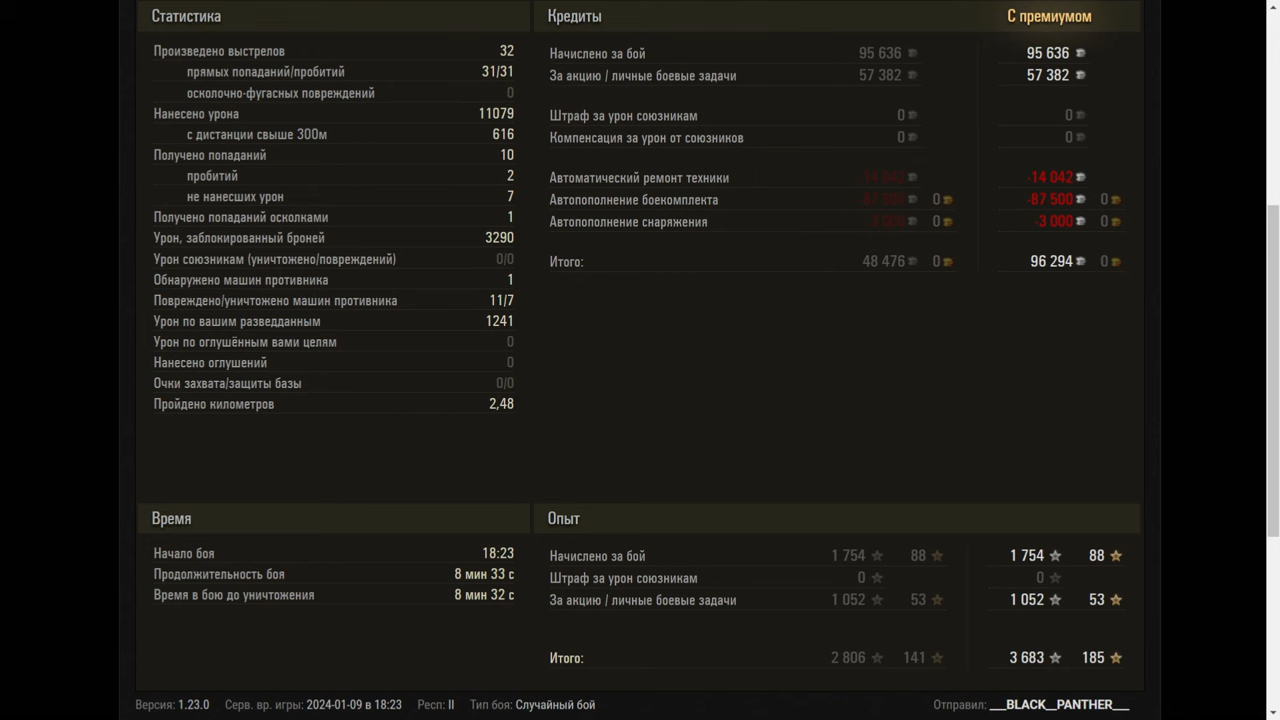 Статистика
Произведено выстрелов 32
прямых попаданий/пробитий 31/31
осколочно-фугасных повреждений 0
Нанесено урона 11079
с дистанции свыше 300м 616
Получено попаданий 10
пробитий 2
не нанесших урон 7
Получено попаданий осколками 1
Урон, заблокированный броней 3290
Урон союзникам (уничтожено/повреждений) 0/0
Обнаружено машин противника 1
Повреждено/уничтожено машин противника 11/7
Урон по вашим разведданным 1241
Урон по оглушённым вами целям 0
Нанесено оглушений 0
Очки захвата/защиты базы 0/0
Пройдено километров 2,48
Кредиты С премиумом
Начислено за бой 95 636 95 636
За акцию / личные боевые задачи 57 382 57 382
Штраф за урон союзникам 0 0
Компенсация за урон от союзников 0 0
Автоматический ремонт техники -14 042 -14 042
Автопополнение боекомплекта -87 500 0 -87 500 0
Автопополнение снаряжения -3 000 0 -3 000 0
Итого: 48 476 0 96 294 0
Время
Начало боя 18:23
Продолжительность боя 8 мин 33 с
Время в бою до уничтожения 8 мин 32 с
Опыт
Начислено за бой 1 754 88 1 754 88
Штраф за урон союзникам 0 0
За акцию / личные боевые задачи 1 052 53 1 052 53
Итого: 2 806 141 3 683 185
Версия: 1.23.0 Серв. вр. игры: 2024-01-09 в 18:23 Респ: II Тип боя: Случайный бой Отправил: ___BLACK__PANTHER___